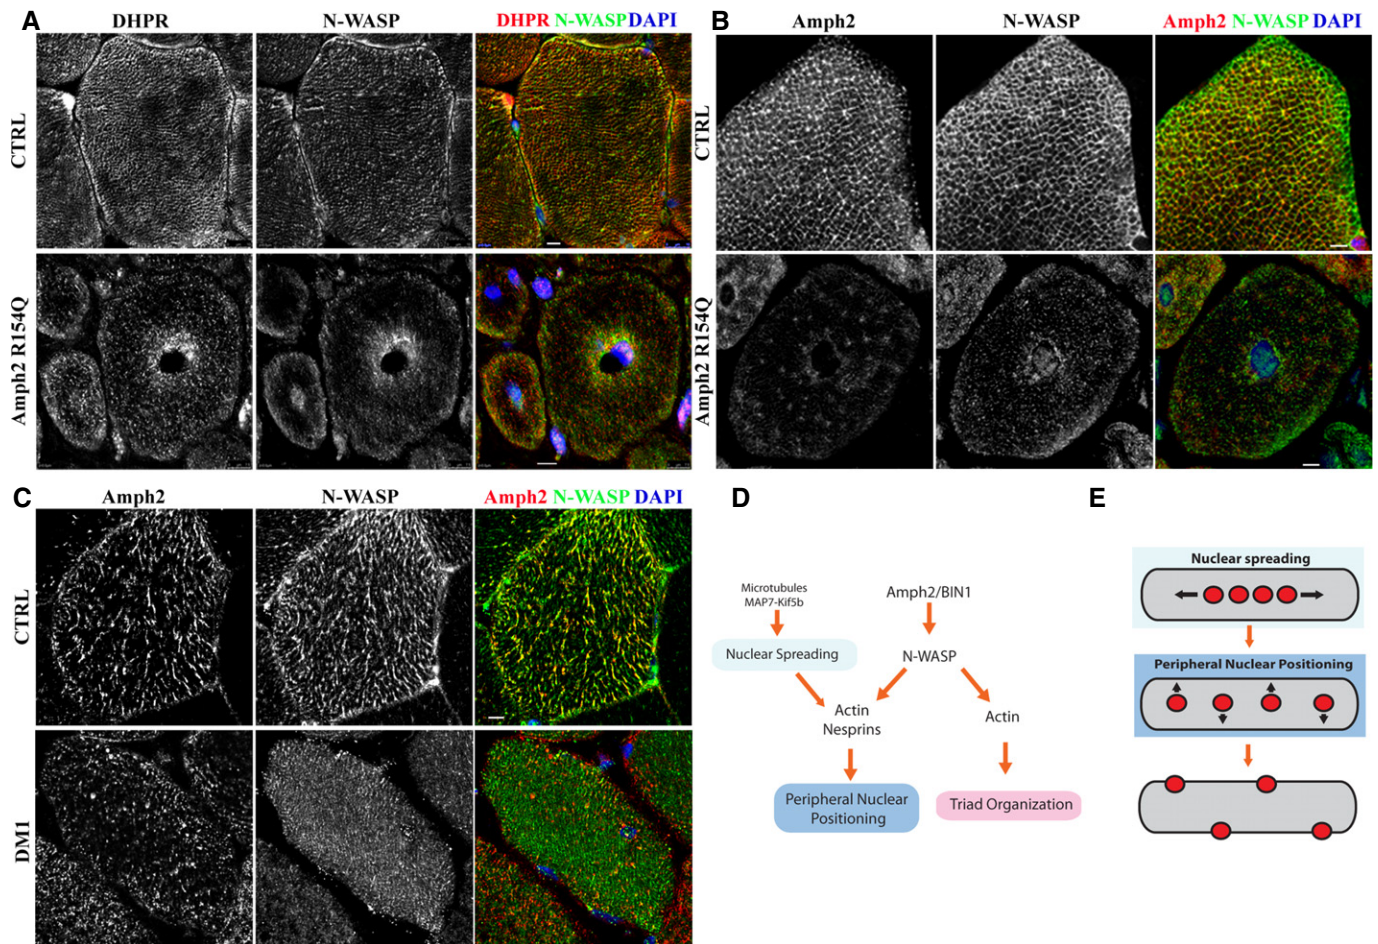 A
DHPR
N-WASP
DHPR N-WASP DAPI
CTRL
Amph2 R154Q
B
Amph2
N-WASP
Amph2 N-WASP DAPI
CTRL
Amph2 R154Q
C
Amph2
N-WASP
Amph2 N-WASP DAPI
CTRL
DM1
D
Microtubules
MAP7-Kif5b
Amph2/BIN1
Nuclear Spreading
N-WASP
Actin
Nesprins
Actin
Peripheral Nuclear
Positioning
Triad Organization
E
Nuclear spreading
Peripheral Nuclear Positioning